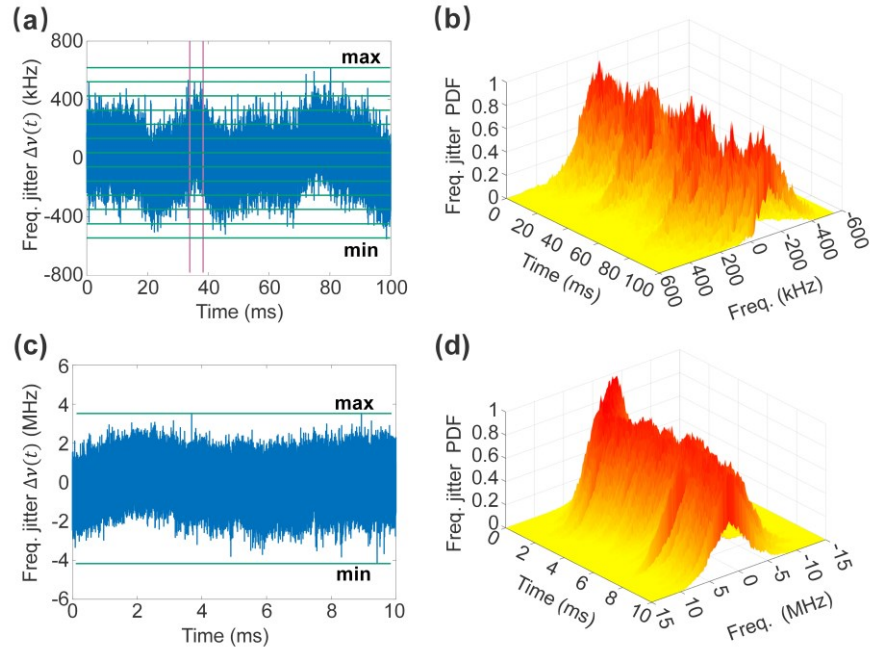 (a)
800
400
0
-400
-800
Freq. jitter Δν(t) (kHz)
max
min
0 20 40 60 80 100
Time (ms)
(b)
1
0.8
0.6
0.4
0.2
0
Freq. jitter PDF
0 20 40 60 80 100
Time (ms)
600 400 200 0 -200 -400 -600
Freq. (kHz)
(c)
6
4
2
0
-2
-4
-6
Freq. jitter Δν(t) (MHz)
max
min
0 2 4 6 8 10
Time (ms)
(d)
1
0.8
0.6
0.4
0.2
0
Freq. jitter PDF
0 2 4 6 8 10
Time (ms)
15 10 5 0 -5 -10 -15
Freq. (MHz)